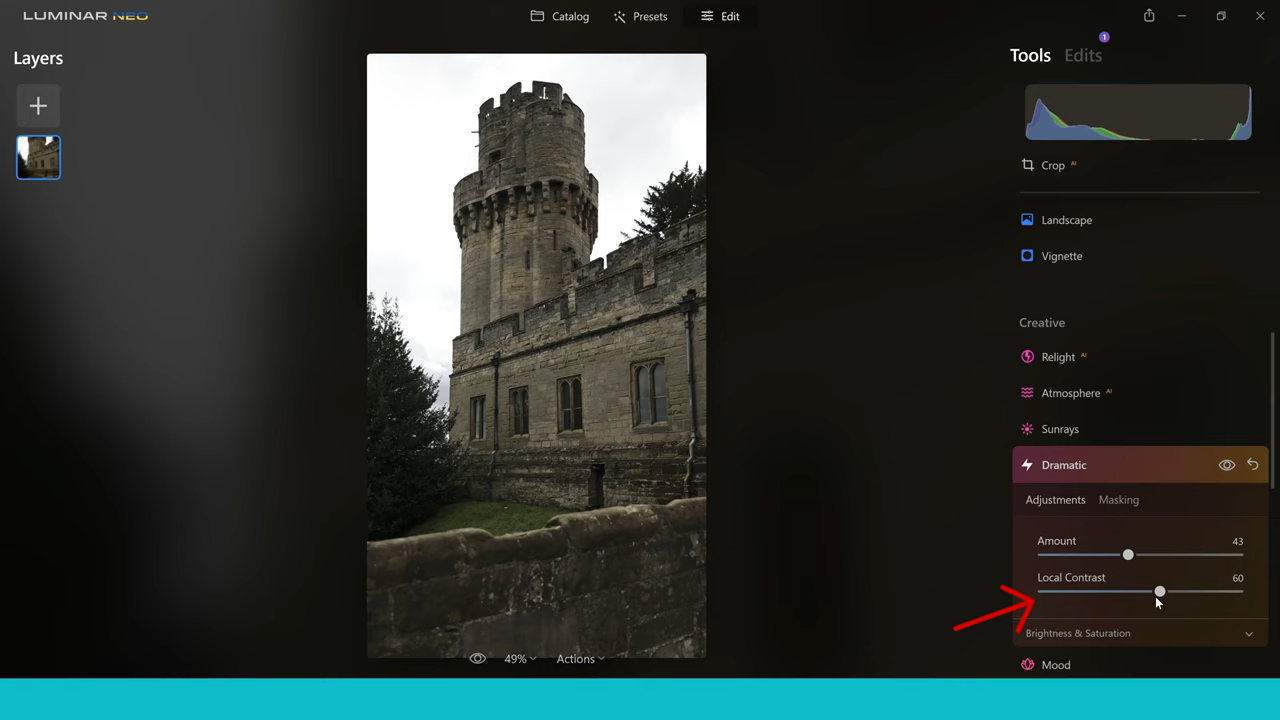 LUMINAR NEO
Catalog
Presets
Edit
Layers
1
Tools
Edits
Crop AI
Landscape
Vignette
Creative
Relight AI
Atmosphere AI
Sunrays
Dramatic
Adjustments
Masking
Amount 43
Local Contrast 60
Brightness & Saturation
Mood
49%
Actions